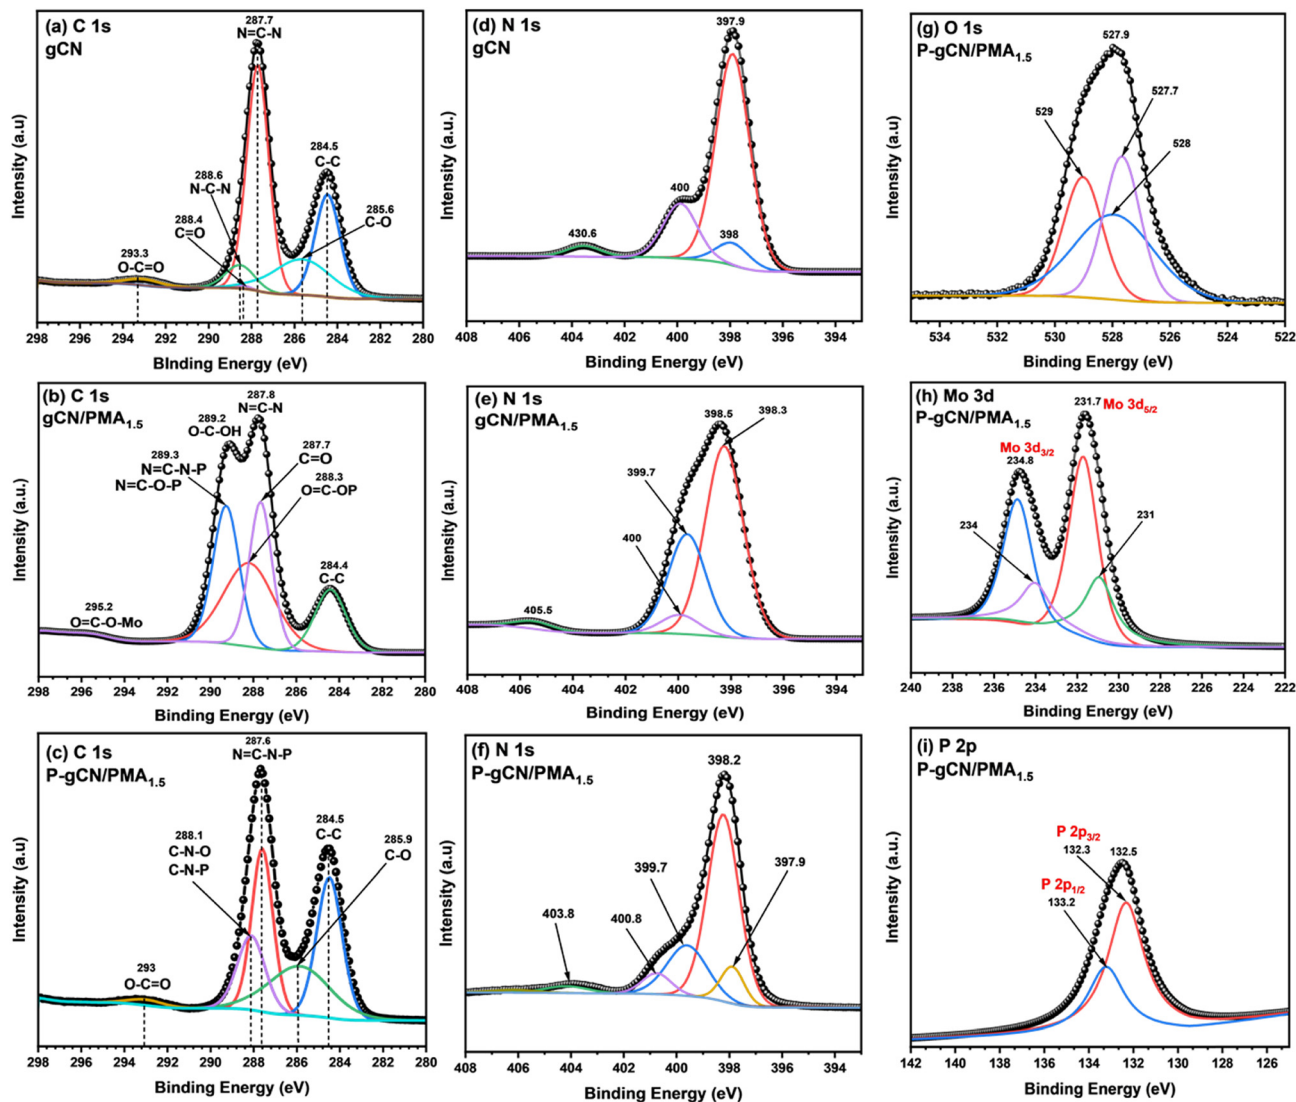 (a) C 1s
gCN
287.7
N=C-N
284.5
C-C
288.6
N-C-N
288.4
C=O
285.6
C-O
293.3
O-C=O
Intensity (a.u)
298 296 294 292 290 288 286 284 282 280
BInding Energy (eV)
(d) N 1s
gCN
397.9
400
430.6
398
Intensity (a.u)
408 406 404 402 400 398 396 394
Binding Energy (eV)
(g) O 1s
P-gCN/PMA1.5
527.9
529
527.7
528
Intensity (a.u)
534 532 530 528 526 524 522
Binding Energy (eV)
(b) C 1s
gCN/PMA1.5
287.8
N=C-N
289.2
O-C-OH
289.3
N=C-N-P
N=C-O-P
287.7
C=O
288.3
O=C-OP
284.4
C-C
295.2
O=C-O-Mo
Intensity (a.u.)
298 296 294 292 290 288 286 284 282 280
Binding Energy (eV)
(e) N 1s
gCN/PMA1.5
398.5
398.3
399.7
400
405.5
Intensity (a.u.)
408 406 404 402 400 398 396 394
Binding Energy (eV)
(h) Mo 3d
P-gCN/PMA1.5
231.7
Mo 3d5/2
Mo 3d3/2
234.8
234
231
Intensity (a.u.)
240 238 236 234 232 230 228 226 224 222
Binding Energy (eV)
(c) C 1s
P-gCN/PMA1.5
287.6
N=C-N-P
284.5
C-C
288.1
C-N-O
C-N-P
285.9
C-O
293
O-C=O
Intensity (a.u.)
298 296 294 292 290 288 286 284 282 280
Binding Energy (eV)
(f) N 1s
P-gCN/PMA1.5
398.2
399.7
397.9
400.8
403.8
Intensity (a.u)
408 406 404 402 400 398 396 394
Binding Energy (eV)
(i) P 2p
P-gCN/PMA1.5
P 2p3/2
132.3
132.5
P 2p1/2
133.2
Intensity (a.u.)
142 140 138 136 134 132 130 128 126
Binding Energy (eV)